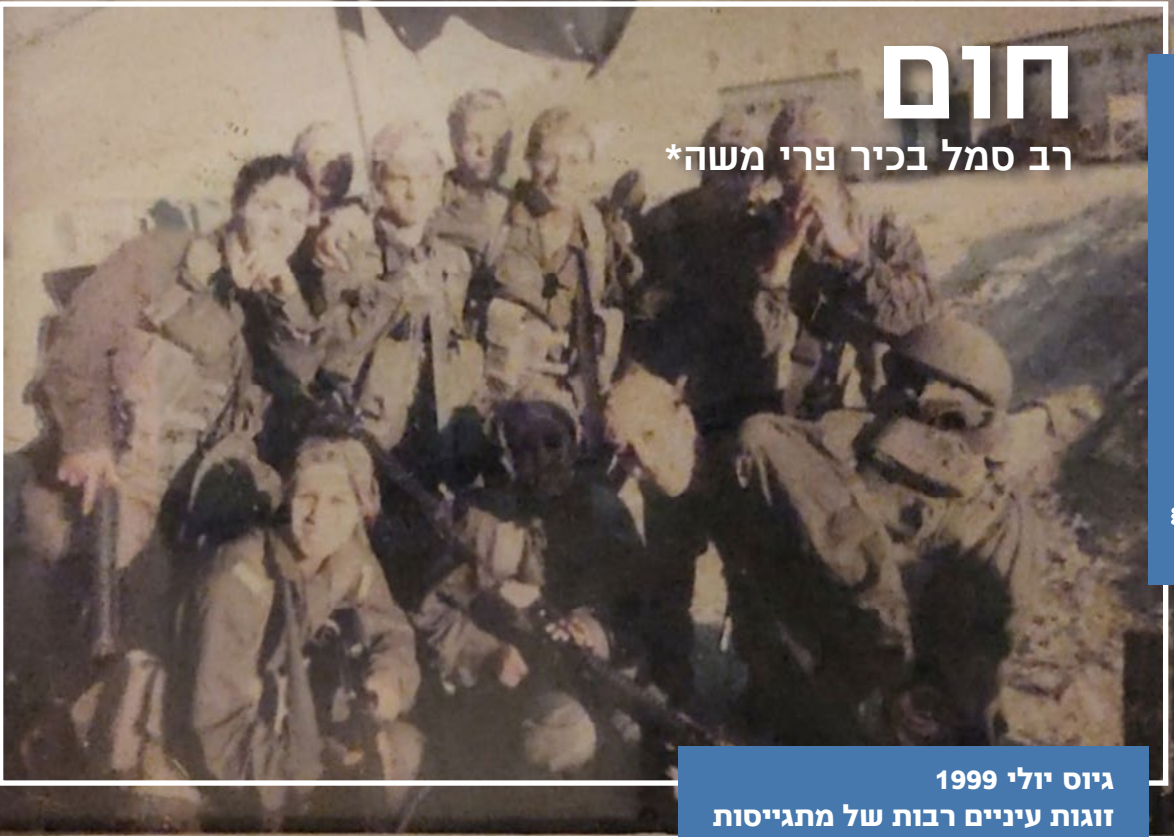 חום
רב סמל בכיר פרי משה*
גיוס יולי 1999
זוגות עיניים רבות של מתגייסות